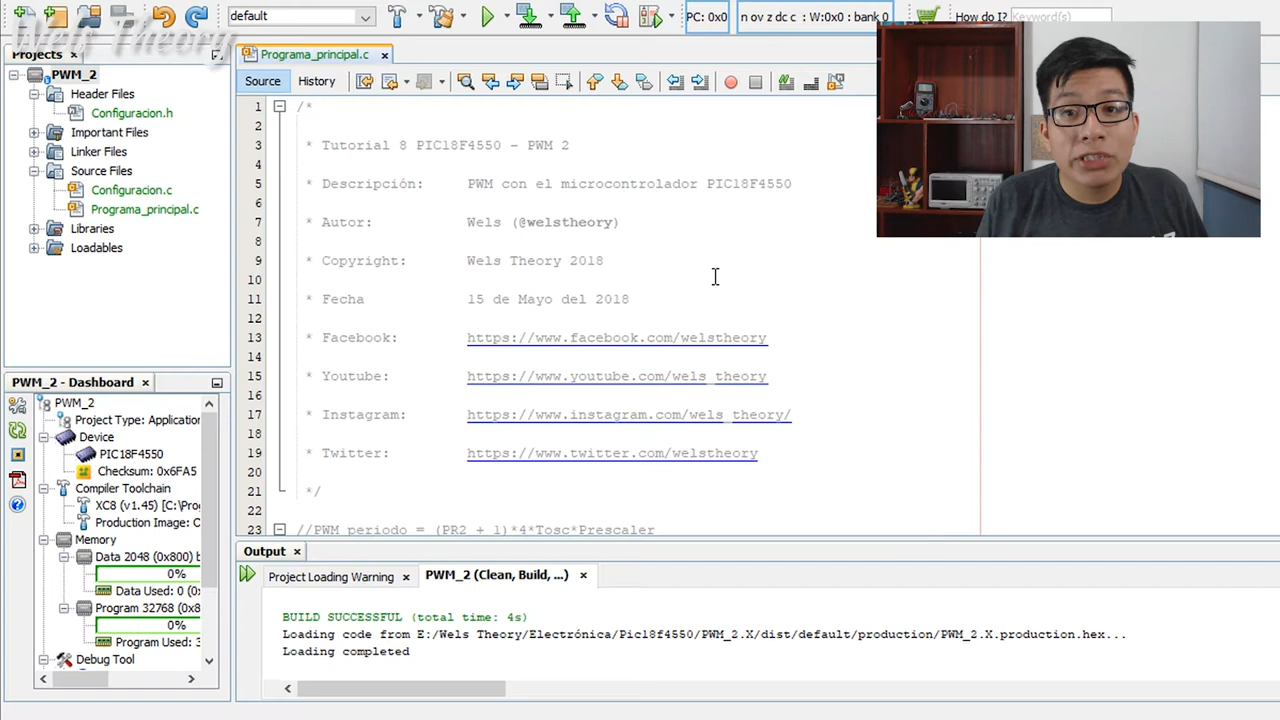 Wels Theory
default
PC: 0x0
n ov z dc c : W:0x0 : bank 0
How do I?
Keyword(s)
Projects
Programa_principal.c
PWM_2
Source
History
Header Files
Configuracion.h
Important Files
Linker Files
Source Files
Configuracion.c
Programa_principal.c
Libraries
Loadables
1 /*
2
3 * Tutorial 8 PIC18F4550 - PWM 2
4
5 * Descripción: PWM con el microcontrolador PIC18F4550
6
7 * Autor: Wels (@welstheory)
8
9 * Copyright: Wels Theory 2018
10
11 * Fecha 15 de Mayo del 2018
12
13 * Facebook: https://www.facebook.com/welstheory
14
15 * Youtube: https://www.youtube.com/wels_theory
16
17 * Instagram: https://www.instagram.com/wels_theory/
18
19 * Twitter: https://www.twitter.com/welstheory
20
21 */
22
23 //PWM periodo = (PR2 + 1)*4*Tosc*Prescaler
PWM_2 - Dashboard
PWM_2
Project Type: Application
Device
PIC18F4550
Checksum: 0x6FA5
Compiler Toolchain
XC8 (v1.45) [C:\Pro
Production Image: O
Memory
Data 2048 (0x800) b
0%
Data Used: 0 (0x
Program 32768 (0x8
0%
Program Used: 3
Debug Tool
Output
Project Loading Warning
PWM_2 (Clean, Build, ...)
BUILD SUCCESSFUL (total time: 4s)
Loading code from E:/Wels Theory/Electrónica/Pic18f4550/PWM_2.X/dist/default/production/PWM_2.X.production.hex...
Loading completed